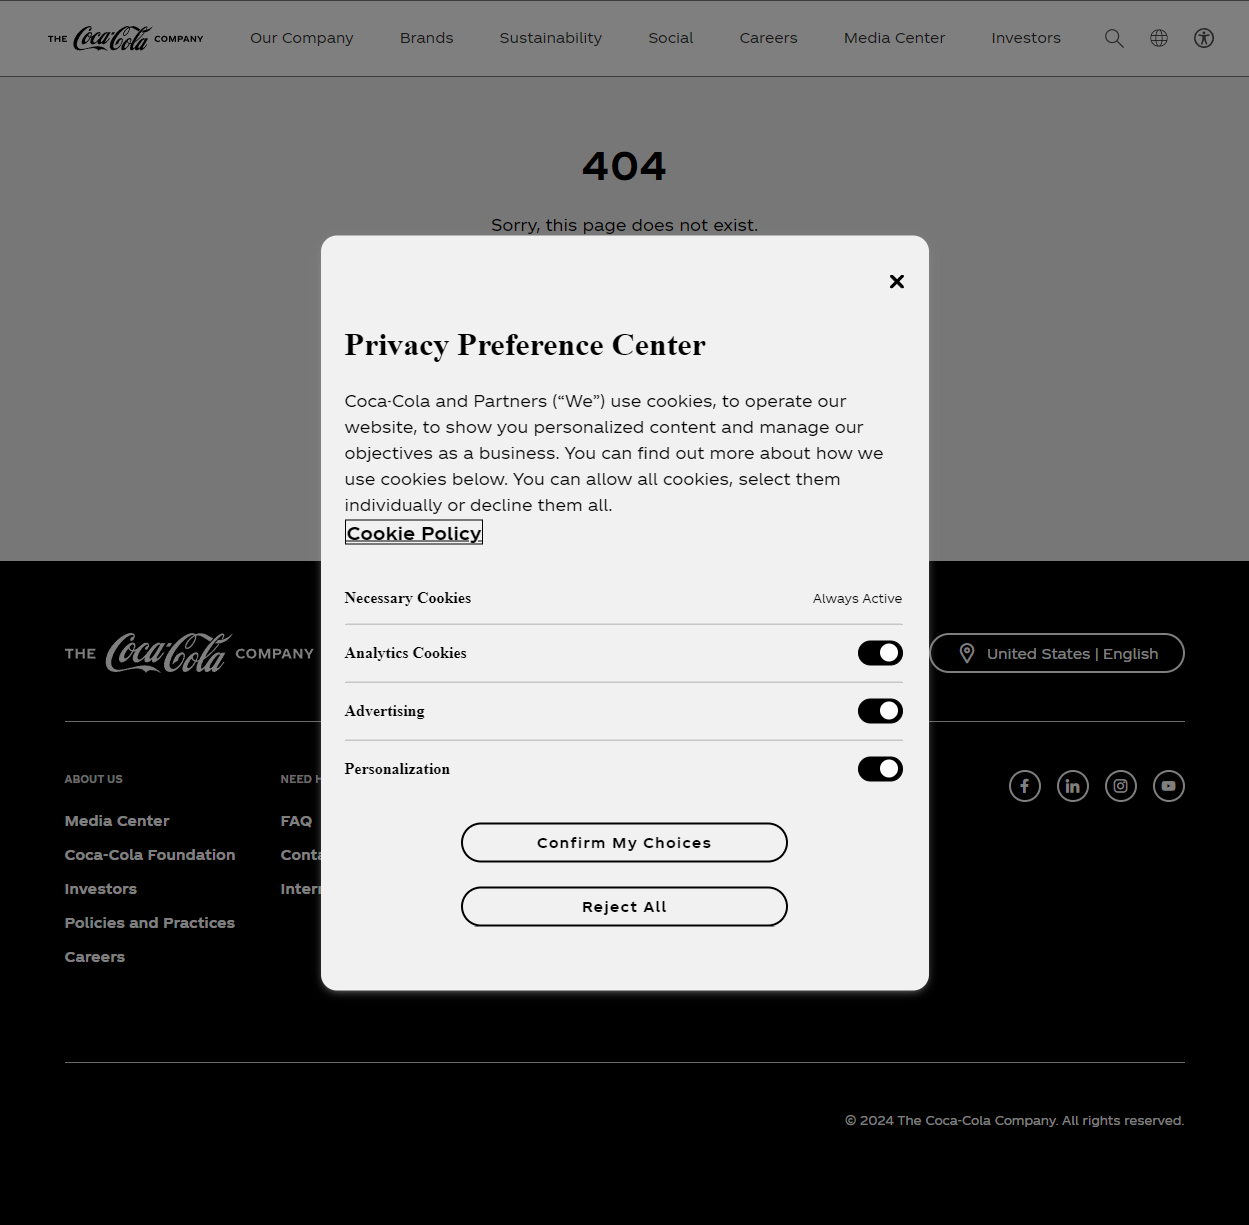 THE Coca-Cola COMPANY Our Company Brands Sustainability Social Careers Media Center Investors
404
Sorry, this page does not exist.
Privacy Preference Center
Coca-Cola and Partners (“We”) use cookies, to operate our
website, to show you personalized content and manage our
objectives as a business. You can find out more about how we
use cookies below. You can allow all cookies, select them
individually or decline them all.
Cookie Policy
Necessary Cookies Always Active
Analytics Cookies
Advertising
Personalization
Confirm My Choices
Reject All
THE Coca-Cola COMPANY
United States | English
ABOUT US
Media Center
Coca-Cola Foundation
Investors
Policies and Practices
Careers
NEED
FAQ
© 2024 The Coca-Cola Company. All rights reserved.